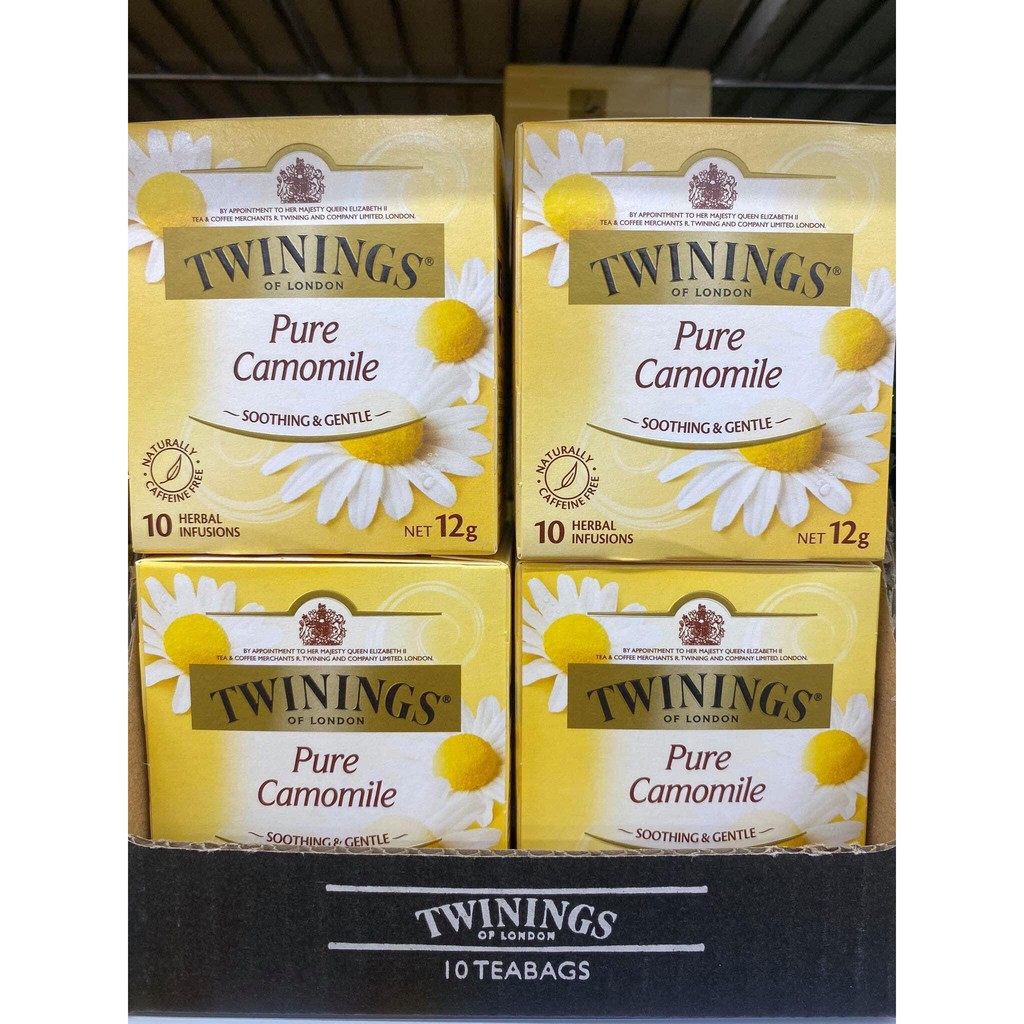 BY APPOINTMENT TO HER MAJESTY QUEEN ELIZABETH II
TEA & COFFEE MERCHANTS R. TWINING AND COMPANY LIMITED. LONDON.
TWININGS®
OF LONDON
Pure
Camomile
SOOTHING & GENTLE
NATURALLY
CAFFEINE FREE
10 HERBAL
INFUSIONS
NET 12g
BY APPOINTMENT TO HER MAJESTY QUEEN ELIZABETH II
TEA & COFFEE MERCHANTS R. TWINING AND COMPANY LIMITED. LONDON.
TWININGS®
OF LONDON
Pure
Camomile
SOOTHING & GENTLE
NATURALLY
CAFFEINE FREE
10 HERBAL
INFUSIONS
NET 12g
BY APPOINTMENT TO HER MAJESTY QUEEN ELIZABETH II
TEA & COFFEE MERCHANTS R. TWINING AND COMPANY LIMITED. LONDON.
TWININGS®
OF LONDON
Pure
Camomile
SOOTHING & GENTLE
BY APPOINTMENT TO HER MAJESTY QUEEN ELIZABETH II
TEA & COFFEE MERCHANTS R. TWINING AND COMPANY LIMITED. LONDON.
TWININGS®
OF LONDON
Pure
Camomile
SOOTHING & GENTLE
TWININGS
OF LONDON
10 TEABAGS